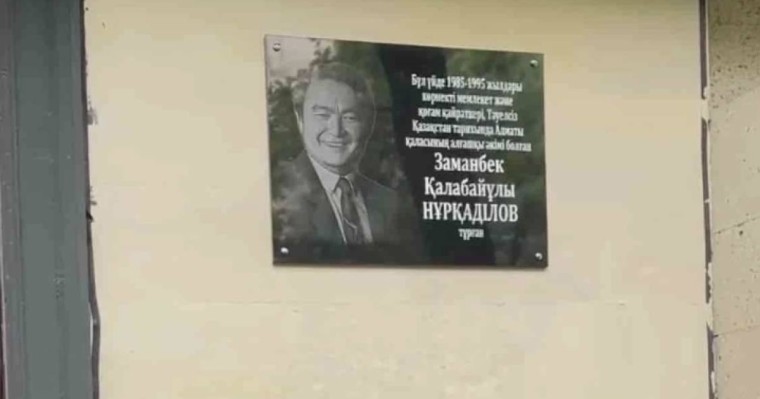 Бұл үйде 1985-1995 жылдары
көрнекті мемлекет және
қоғам қайраткері, Тәуелсіз
Қазақстан тарихында Алматы
қаласының алғашқы әкімі болған
Заманбек
Қалабайұлы
НҰРҚАДІЛОВ
тұрған